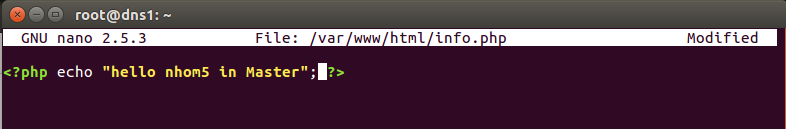 root@dns1: ~
GNU nano 2.5.3 File: /var/www/html/info.php Modified
<?php echo "hello nhom5 in Master"; ?>